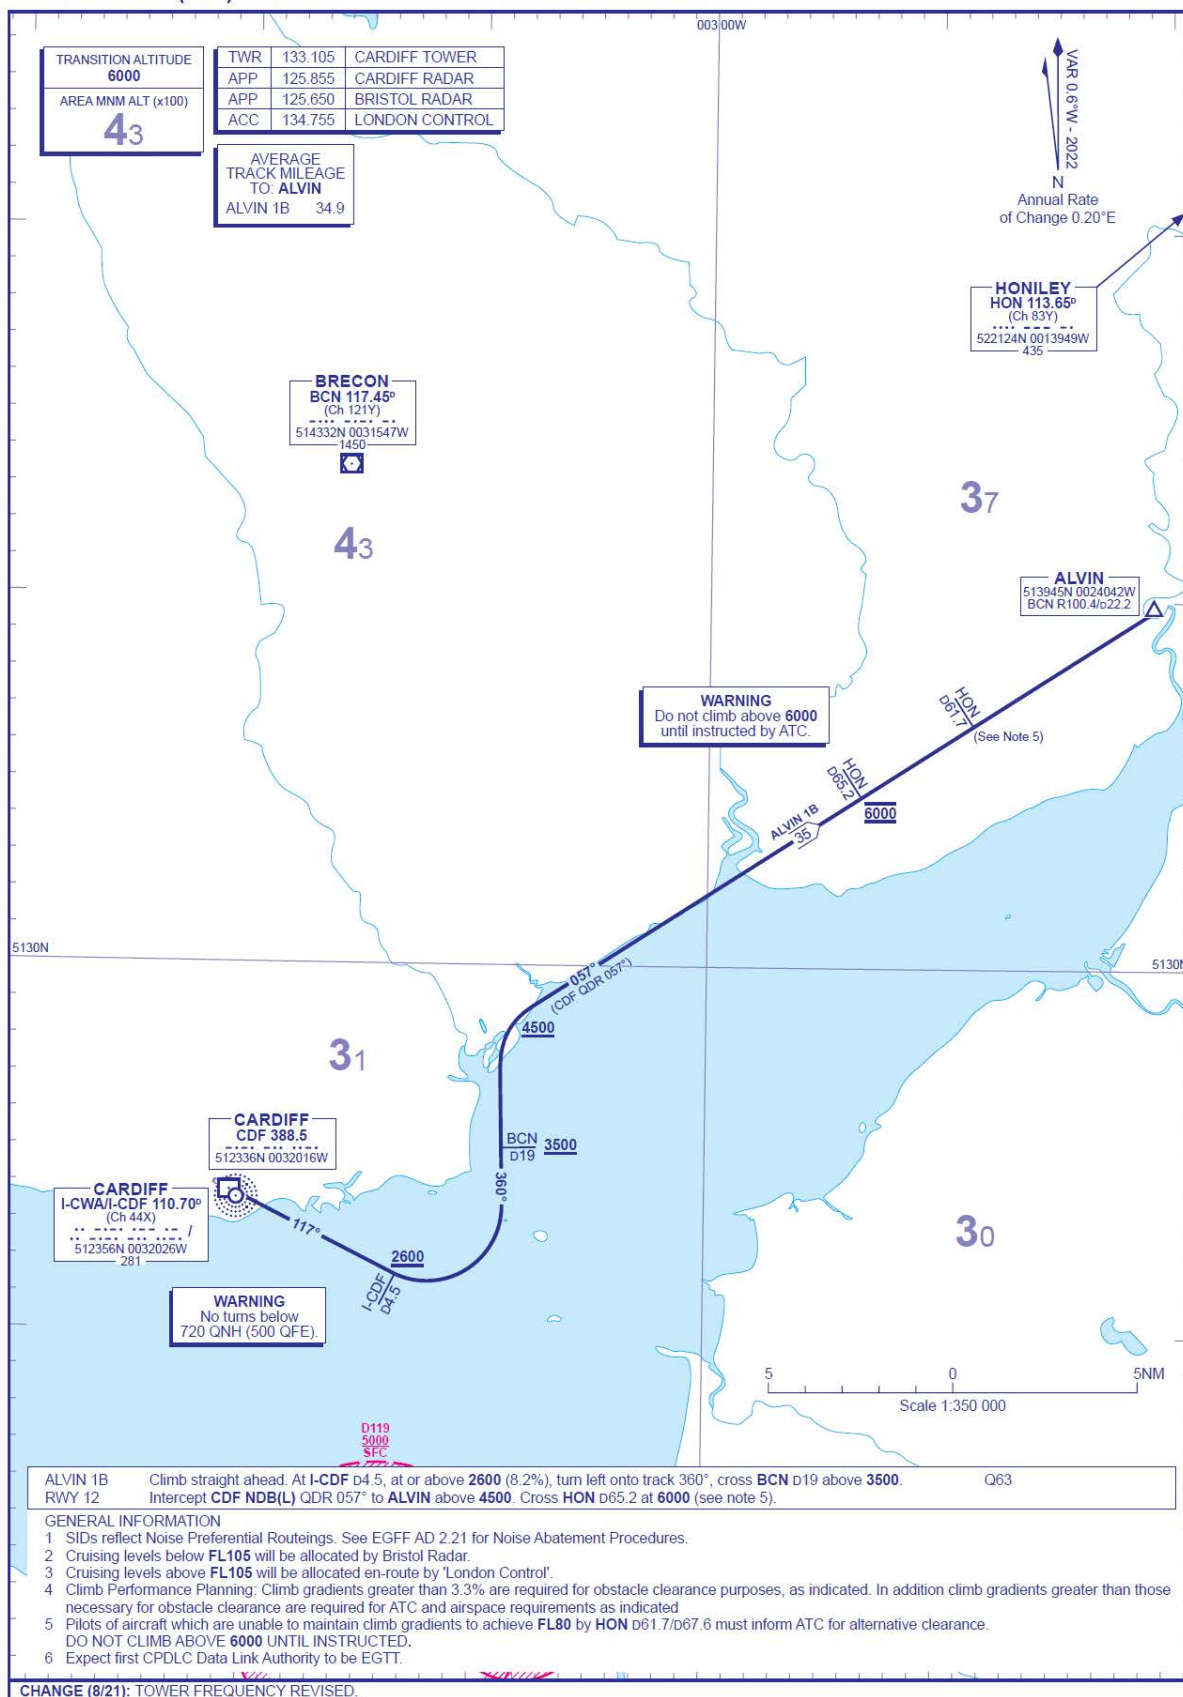 003 00W
TRANSITION ALTITUDE
6000
AREA MNM ALT (x100)
43
TWR 133.105 CARDIFF TOWER
APP 125.855 CARDIFF RADAR
APP 125.650 BRISTOL RADAR
ACC 134.755 LONDON CONTROL
AVERAGE
TRACK MILEAGE
TO: ALVIN
ALVIN 1B 34.9
VAR 0.6°W - 2022
N
Annual Rate
of Change 0.20°E
HONILEY
HON 113.65D
(Ch 83Y)
522124N 0013949W
435
BRECON
BCN 117.45D
(Ch 121Y)
514332N 0031547W
1450
37
43
ALVIN
513945N 0024042W
BCN R100.4/D22.2
WARNING
Do not climb above 6000
until instructed by ATC.
HON
D61.7
(See Note 5)
HON
D65.2
6000
ALVIN 1B
35
5130N
5130N
057°
(CDF QDR 057°)
4500
31
CARDIFF
CDF 388.5
512336N 0032016W
BCN
D19
3500
360°
CARDIFF
I-CWA/I-CDF 110.70D
(Ch 44X)
/
512356N 0032026W
281
117°
2600
I-CDF
D4.5
30
WARNING
No turns below
720 QNH (500 QFE).
5 0 5NM
Scale 1:350 000
D119
5000
SFC
ALVIN 1B Climb straight ahead. At I-CDF D4.5, at or above 2600 (8.2%), turn left onto track 360°, cross BCN D19 above 3500. Q63
RWY 12 Intercept CDF NDB(L) QDR 057° to ALVIN above 4500. Cross HON D65.2 at 6000 (see note 5).
GENERAL INFORMATION
1 SIDs reflect Noise Preferential Routeings. See EGFF AD 2.21 for Noise Abatement Procedures.
2 Cruising levels below FL105 will be allocated by Bristol Radar.
3 Cruising levels above FL105 will be allocated en-route by 'London Control'.
4 Climb Performance Planning: Climb gradients greater than 3.3% are required for obstacle clearance purposes, as indicated. In addition climb gradients greater than those
necessary for obstacle clearance are required for ATC and airspace requirements as indicated
5 Pilots of aircraft which are unable to maintain climb gradients to achieve FL80 by HON D61.7/D67.6 must inform ATC for alternative clearance.
DO NOT CLIMB ABOVE 6000 UNTIL INSTRUCTED.
6 Expect first CPDLC Data Link Authority to be EGTT.
CHANGE (8/21): TOWER FREQUENCY REVISED.